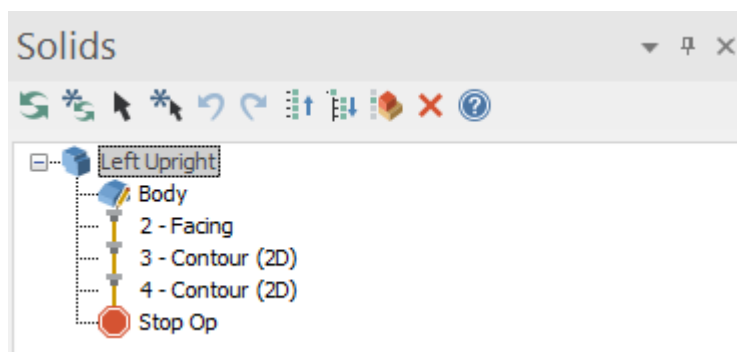 Solids
Left Upright
Body
2 - Facing
3 - Contour (2D)
4 - Contour (2D)
Stop Op